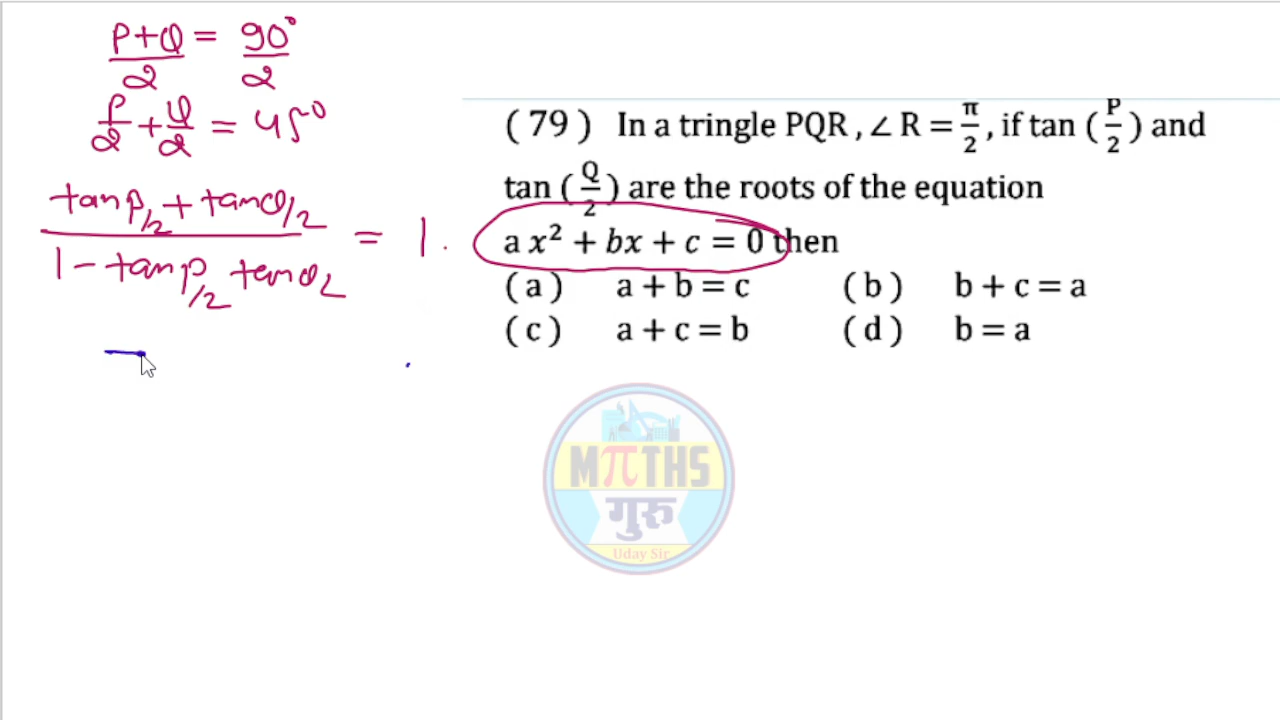 P+Q/2 = 90°/2
P/2 + Q/2 = 45°
tan P/2 + tan Q/2 / 1 - tan P/2 tan Q2 = 1.
( 79 ) In a tringle PQR , ∠ R = π/2 , if tan ( P/2 ) and
tan ( Q/2 ) are the roots of the equation
a x² + bx + c = 0 then
( a ) a + b = c ( b ) b + c = a
( c ) a + c = b ( d ) b = a
MπTHS
गुरु
Uday Sir